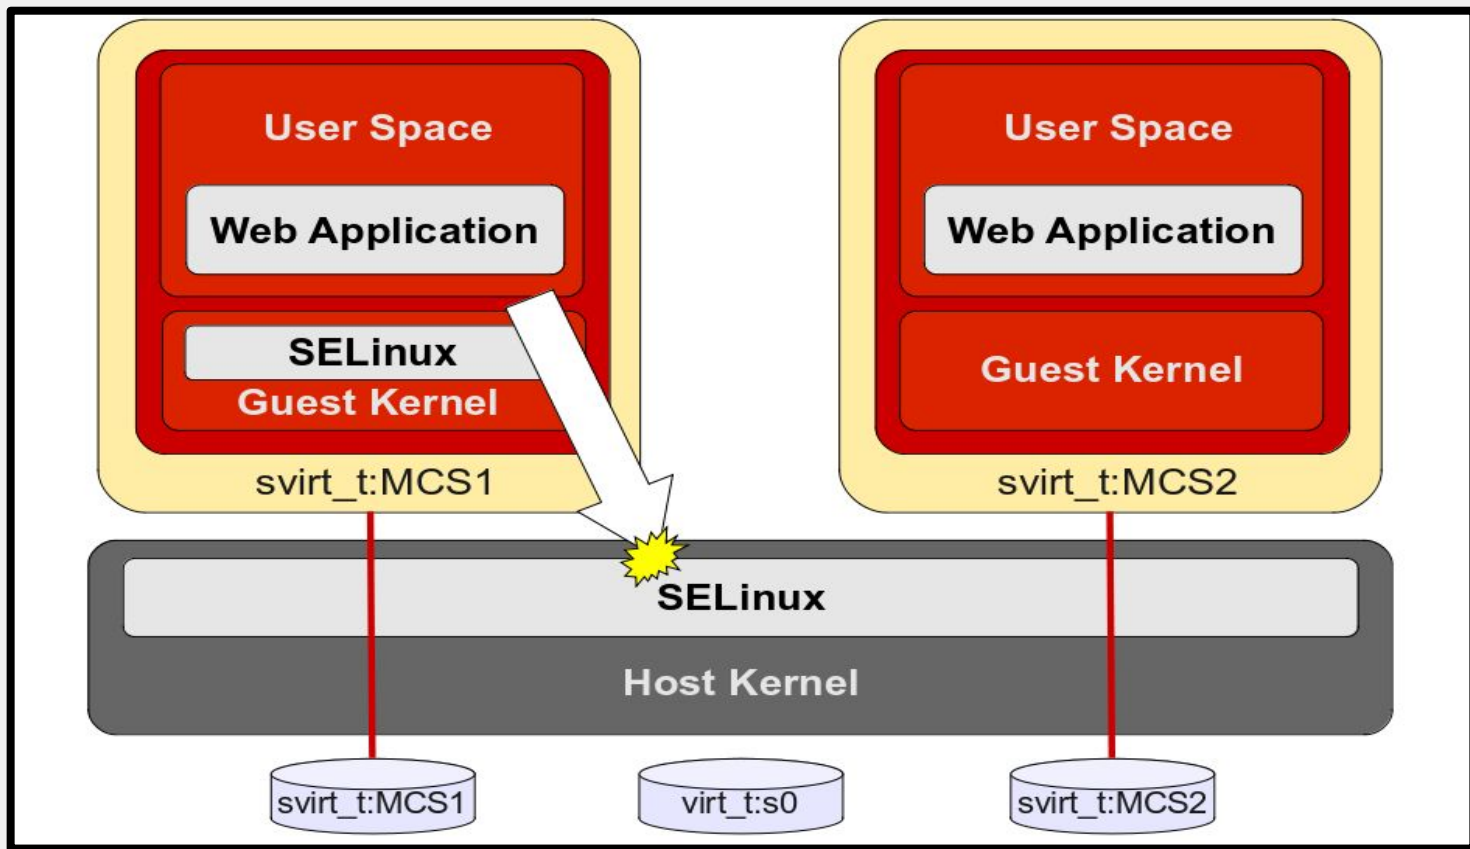 User Space
Web Application
SELinux
Guest Kernel
svirt_t:MCS1
User Space
Web Application
Guest Kernel
svirt_t:MCS2
SELinux
Host Kernel
svirt_t:MCS1
virt_t:s0
svirt_t:MCS2